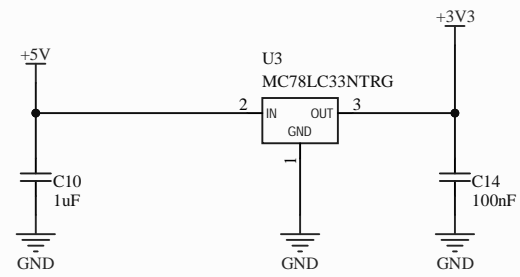 +3V3
+5V
U3
MC78LC33NTRG
2 IN OUT 3
GND
1
C10
1uF
C14
100nF
GND GND GND